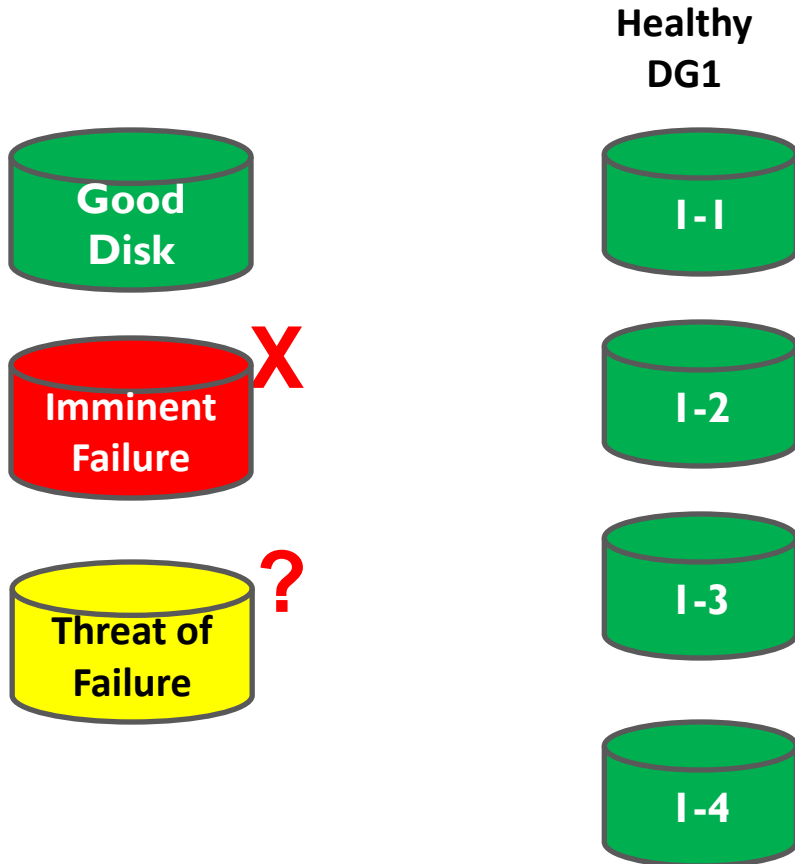 Healthy
DG1
Good
Disk
1-1
X
Imminent
Failure
1-2
?
Threat of
Failure
1-3
1-4